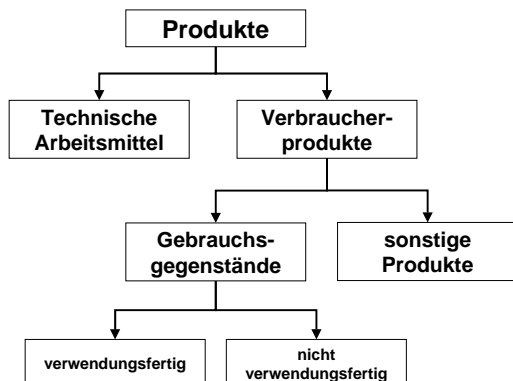 Produkte
Technische
Arbeitsmittel
Verbraucher-
produkte
Gebrauchs-
gegenstände
sonstige
Produkte
verwendungsfertig
nicht
verwendungsfertig